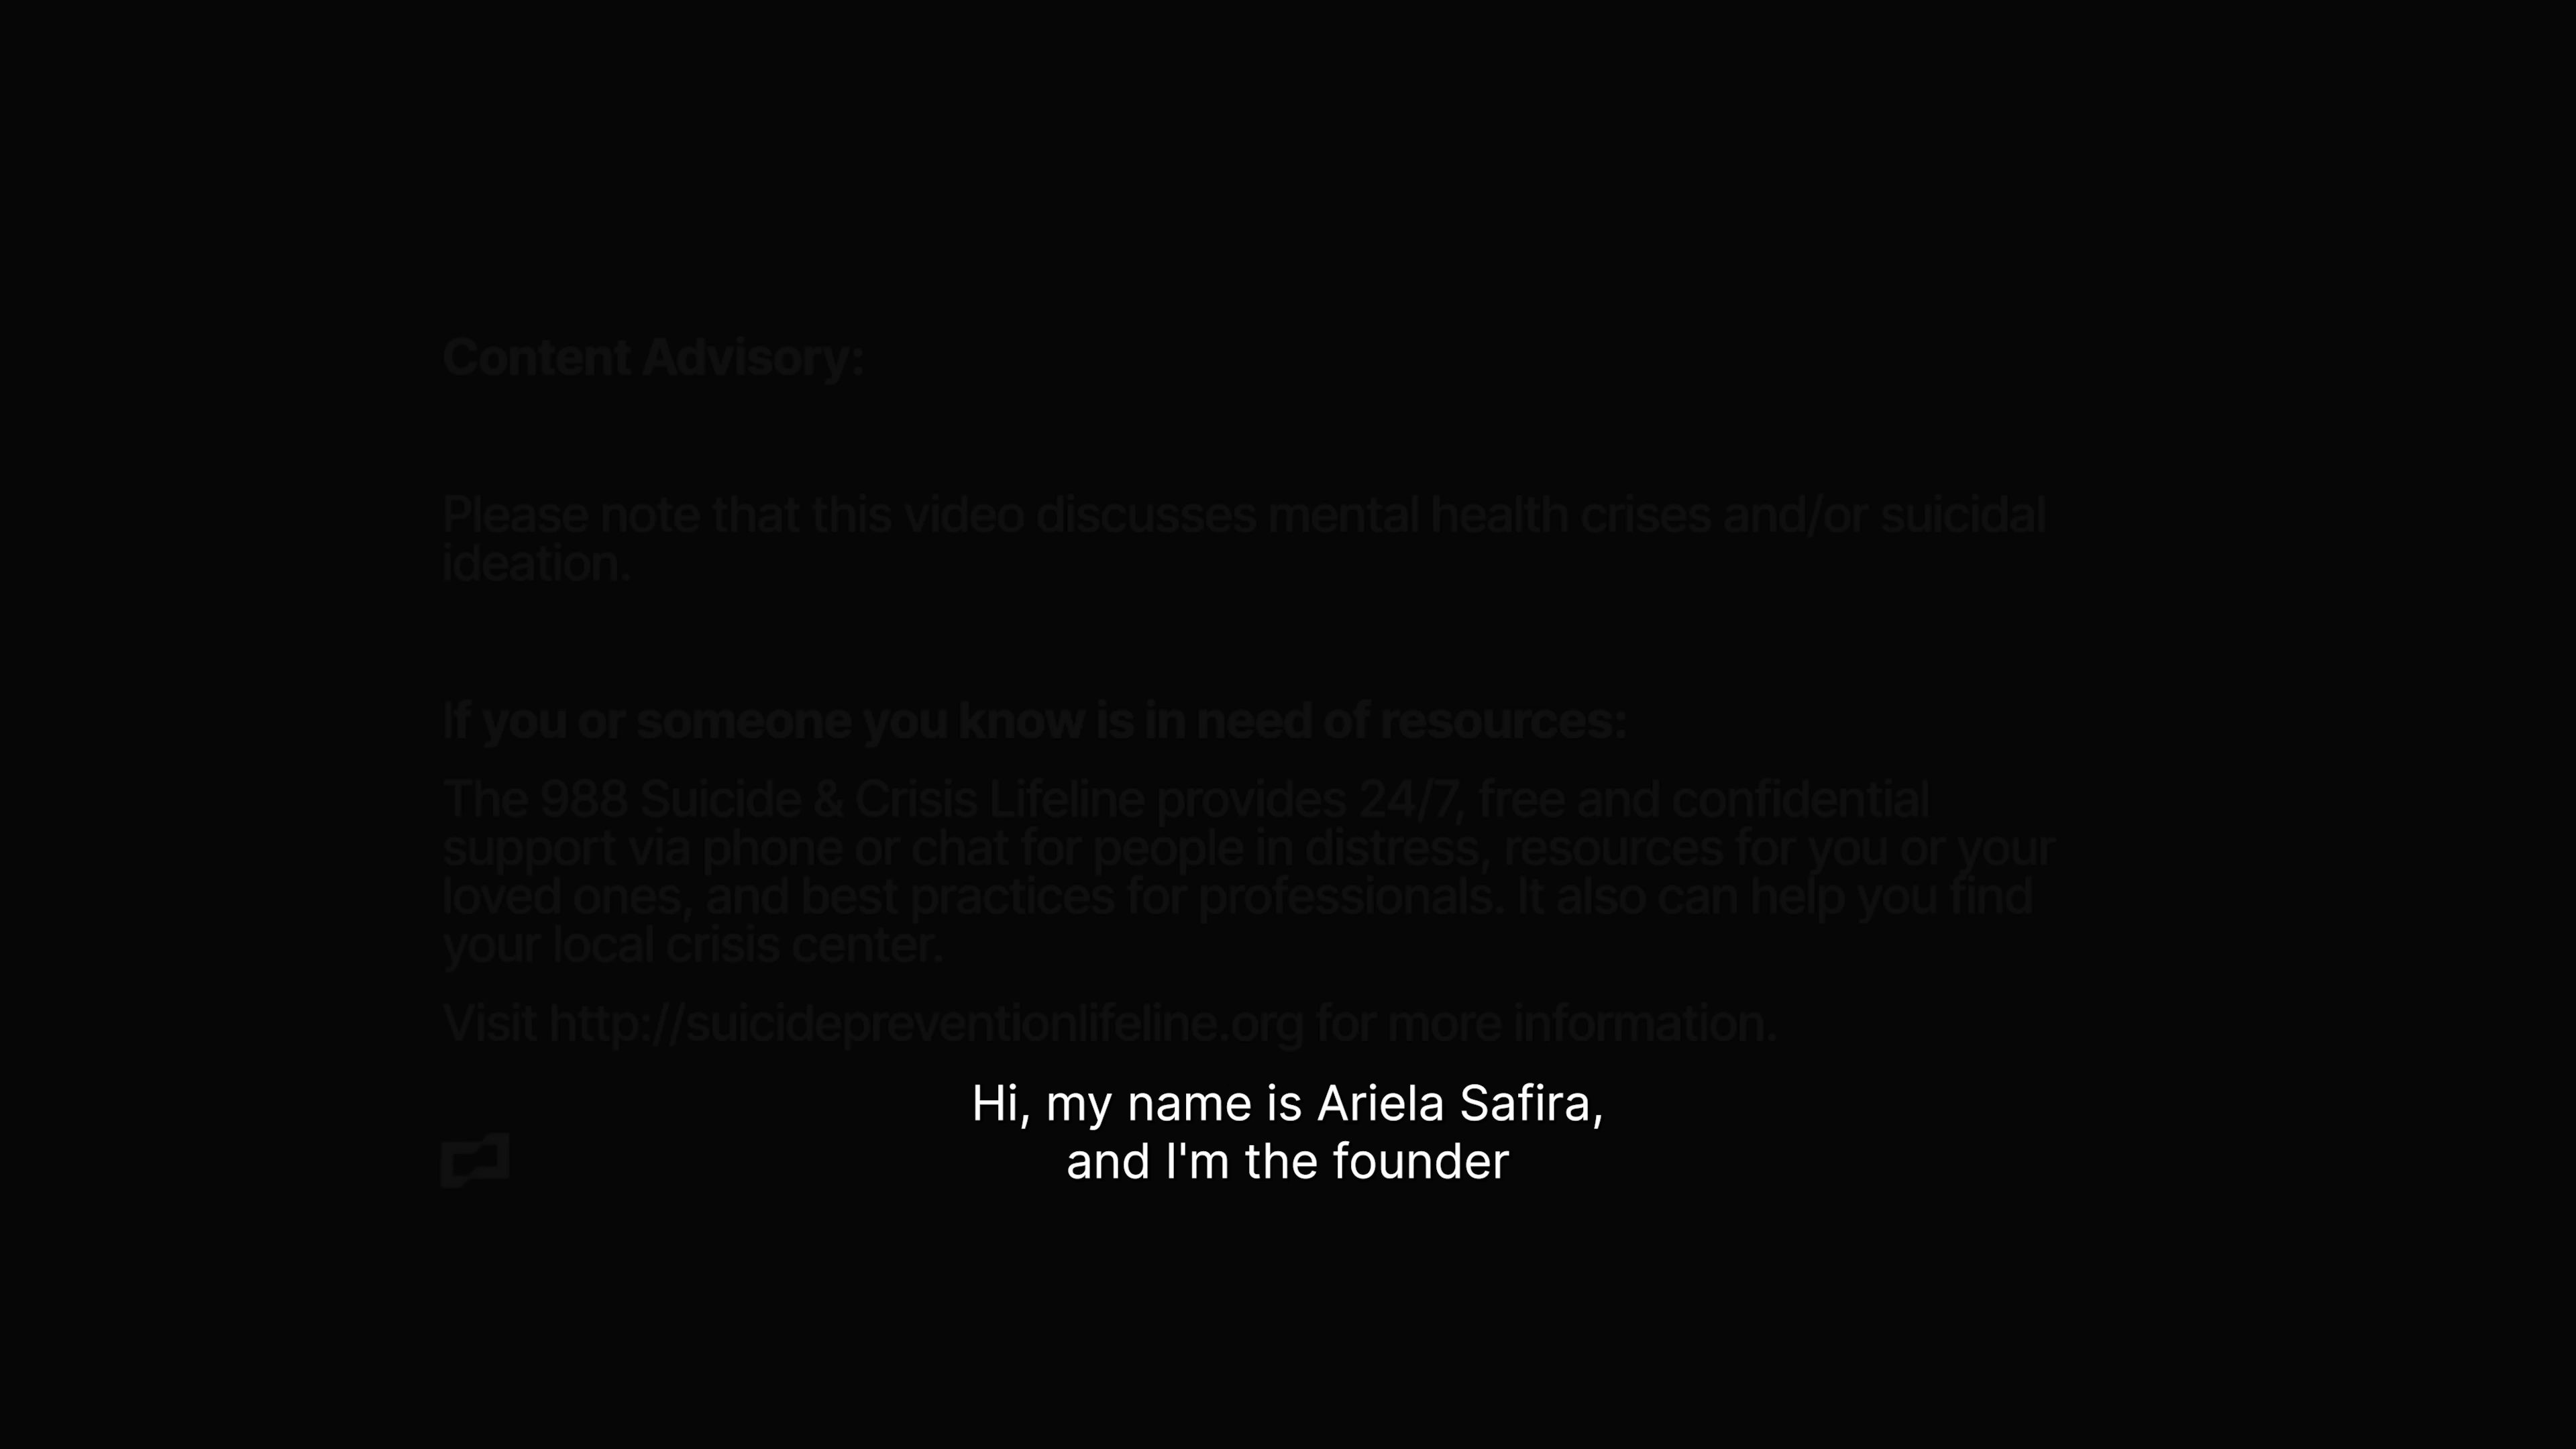 Content Advisory:
Please note that this video discusses mental health crises and/or suicidal
ideation.
If you or someone you know is in need of resources:
The 988 Suicide & Crisis Lifeline provides 24/7, free and confidential
support via phone or chat for people in distress, resources for you or your
loved ones, and best practices for professionals. It also can help you find
your local crisis center.
Visit http://suicidepreventionlifeline.org for more information.
Hi, my name is Ariela Safira,
and I'm the founder